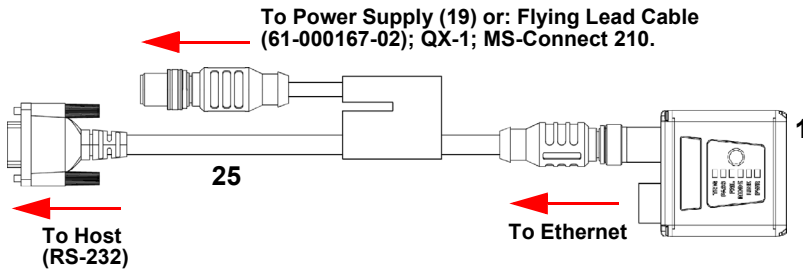 To Power Supply (19) or: Flying Lead Cable
(61-000167-02); QX-1; MS-Connect 210.
1
25
To Ethernet
To Host
(RS-232)